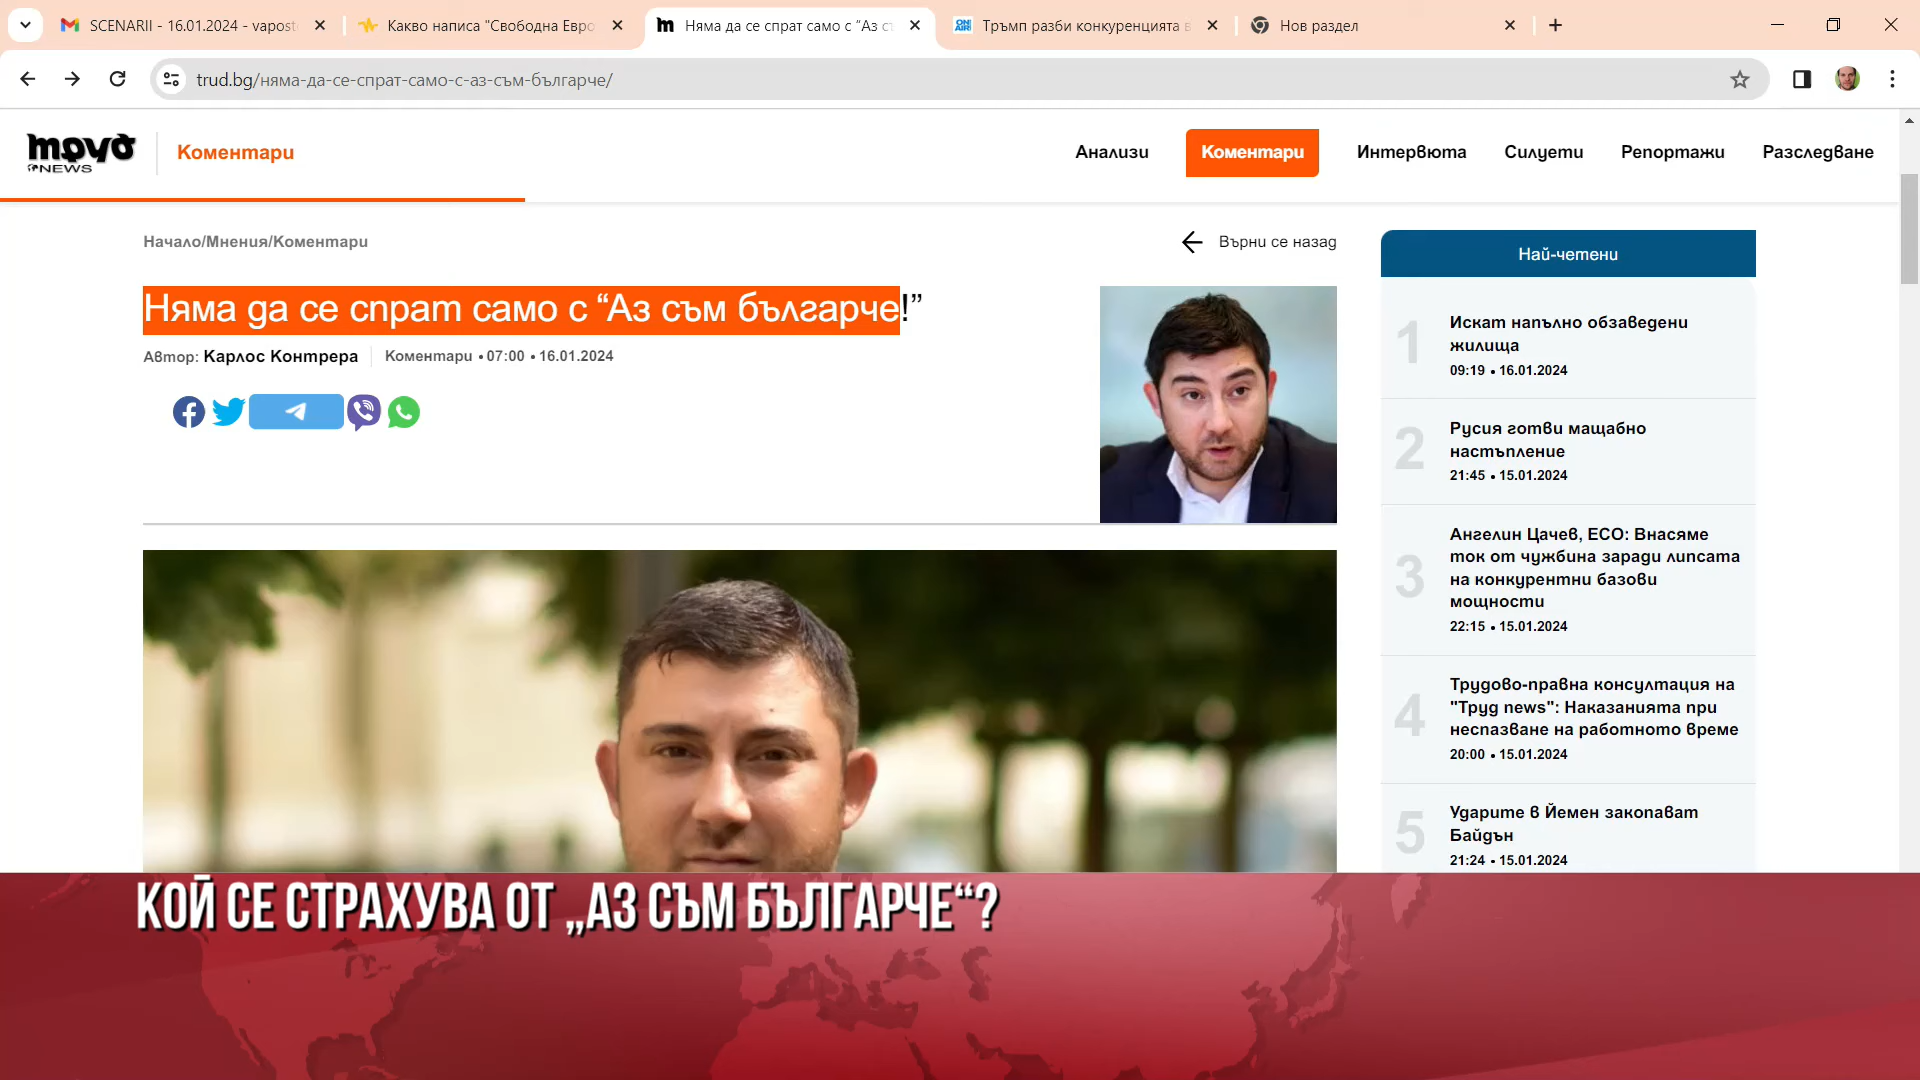 SCENARII - 16.01.2024 - vapost
Какво написа "Свободна Евро
Няма да се спрат само с "Аз ст
Тръмп разби конкуренцията в
Нов раздел
trud.bg/няма-да-се-спрат-само-с-аз-съм-българче/
труд
NEWS
Коментари
Анализи
Коментари
Интервюта
Силуети
Репортажи
Разследване
Начало/Мнения/Коментари
Върни се назад
Няма да се спрат само с “Аз съм българче!”
Автор: Карлос Контрера
Коментари • 07:00 • 16.01.2024
Най-четени
1
Искат напълно обзаведени
жилища
09:19 • 16.01.2024
2
Русия готви мащабно
настъпление
21:45 • 15.01.2024
3
Ангелин Цачев, ЕСО: Внасяме
ток от чужбина заради липсата
на конкурентни базови
мощности
22:15 • 15.01.2024
4
Трудово-правна консултация на
"Труд news": Наказанията при
неспазване на работното време
20:00 • 15.01.2024
5
Ударите в Йемен закопават
Байдън
21:24 • 15.01.2024
КОЙ СЕ СТРАХУВА ОТ „АЗ СЪМ БЪЛГАРЧЕ“?